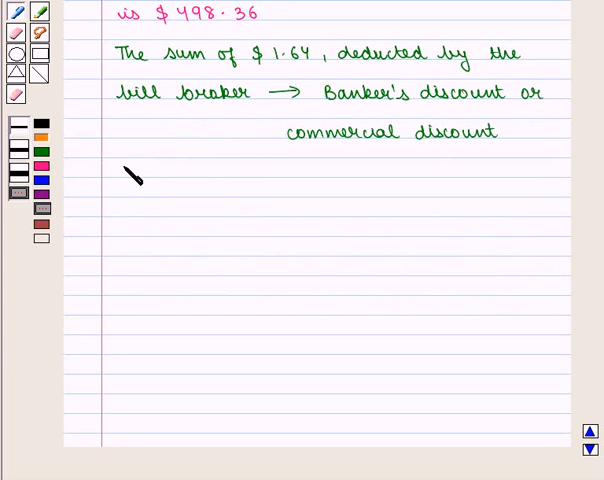 is $ 498.36
The sum of $ 1.64, deducted by the
bill broker → Banker's discount or
commercial discount